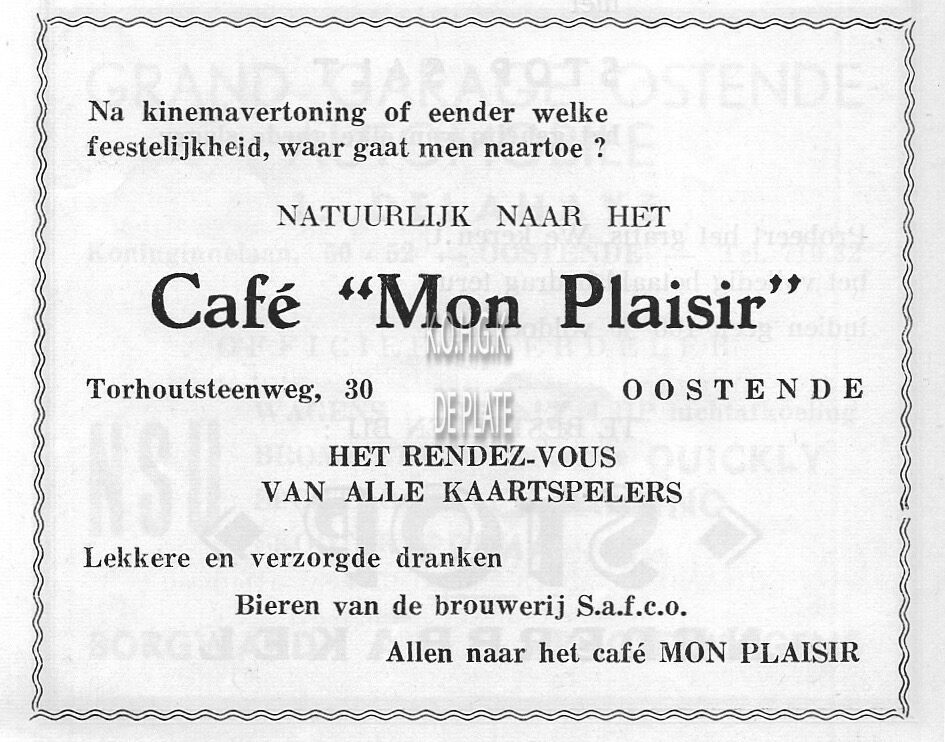 Na kinemavertoning of eender welke
feestelijkheid, waar gaat men naartoe ?
NATUURLIJK NAAR HET
Café “Mon Plaisir”
K.O.H.G.K.
DE PLATE
Torhoutsteenweg, 30 OOSTENDE
HET RENDEZ-VOUS
VAN ALLE KAARTSPELERS
Lekkere en verzorgde dranken
Bieren van de brouwerij S.a.f.c.o.
Allen naar het café MON PLAISIR